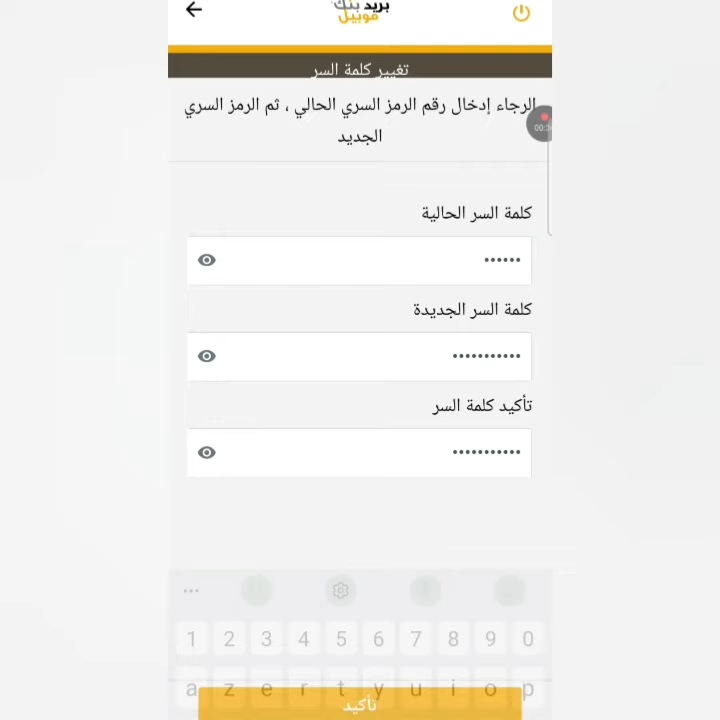 بريد بنك
موبيل
تغيير كلمة السر
الرجاء إدخال رقم الرمز السري الحالي ، ثم الرمز السري
الجديد
كلمة السر الحالية
••••••
كلمة السر الجديدة
•••••••••••
تأكيد كلمة السر
•••••••••••
1 2 3 4 5 6 7 8 9 0
a z e r t y u i o p
تأكيد